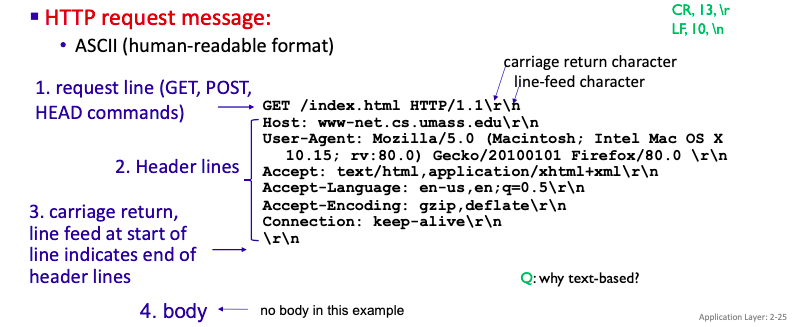 ▪ HTTP request message:
CR, 13, \r
LF, 10, \n
• ASCII (human-readable format)
carriage return character
line-feed character
1. request line (GET, POST,
HEAD commands)
GET /index.html HTTP/1.1\r\n
Host: www-net.cs.umass.edu\r\n
User-Agent: Mozilla/5.0 (Macintosh; Intel Mac OS X
10.15; rv:80.0) Gecko/20100101 Firefox/80.0 \r\n
2. Header lines
Accept: text/html,application/xhtml+xml\r\n
Accept-Language: en-us,en;q=0.5\r\n
Accept-Encoding: gzip,deflate\r\n
Connection: keep-alive\r\n
\r\n
3. carriage return,
line feed at start of
line indicates end of
header lines
Q: why text-based?
4. body
no body in this example
Application Layer: 2-25